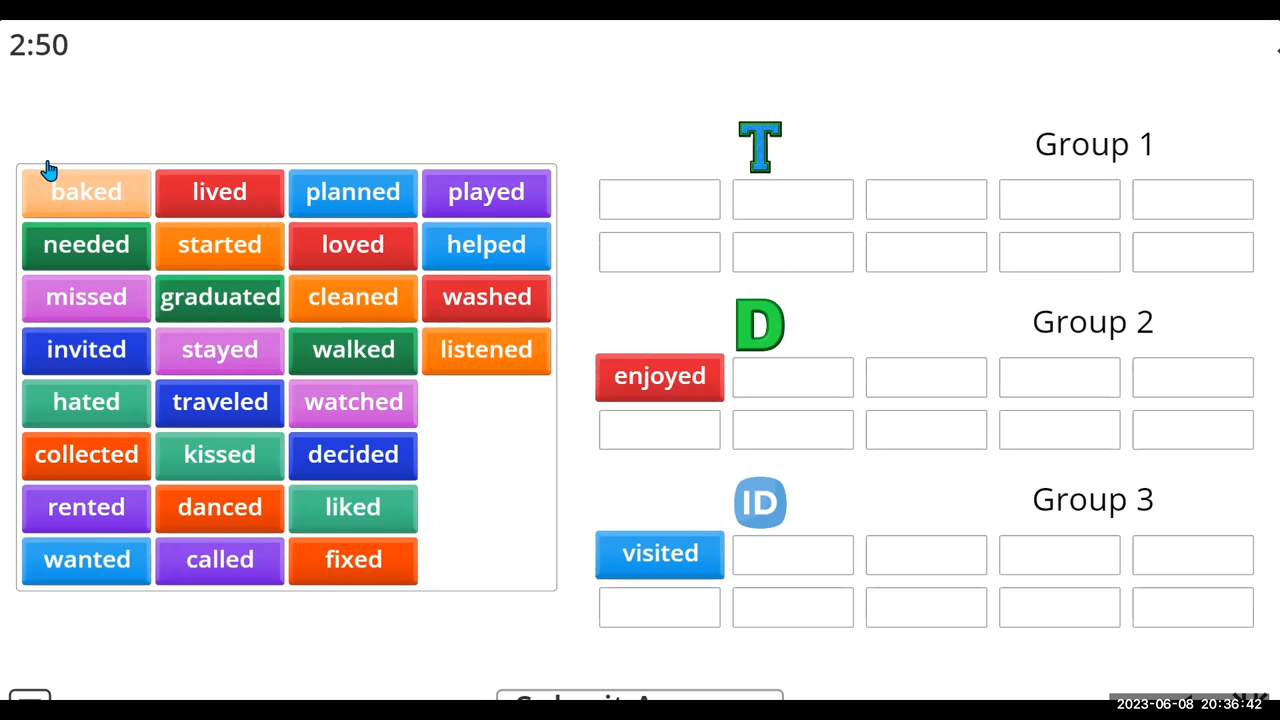 2:50
T Group 1
baked lived planned played
needed started loved helped
missed graduated cleaned washed
D Group 2
invited stayed walked listened
enjoyed
hated traveled watched
collected kissed decided
ID Group 3
rented danced liked
visited
wanted called fixed
2023-06-08 20:36:42